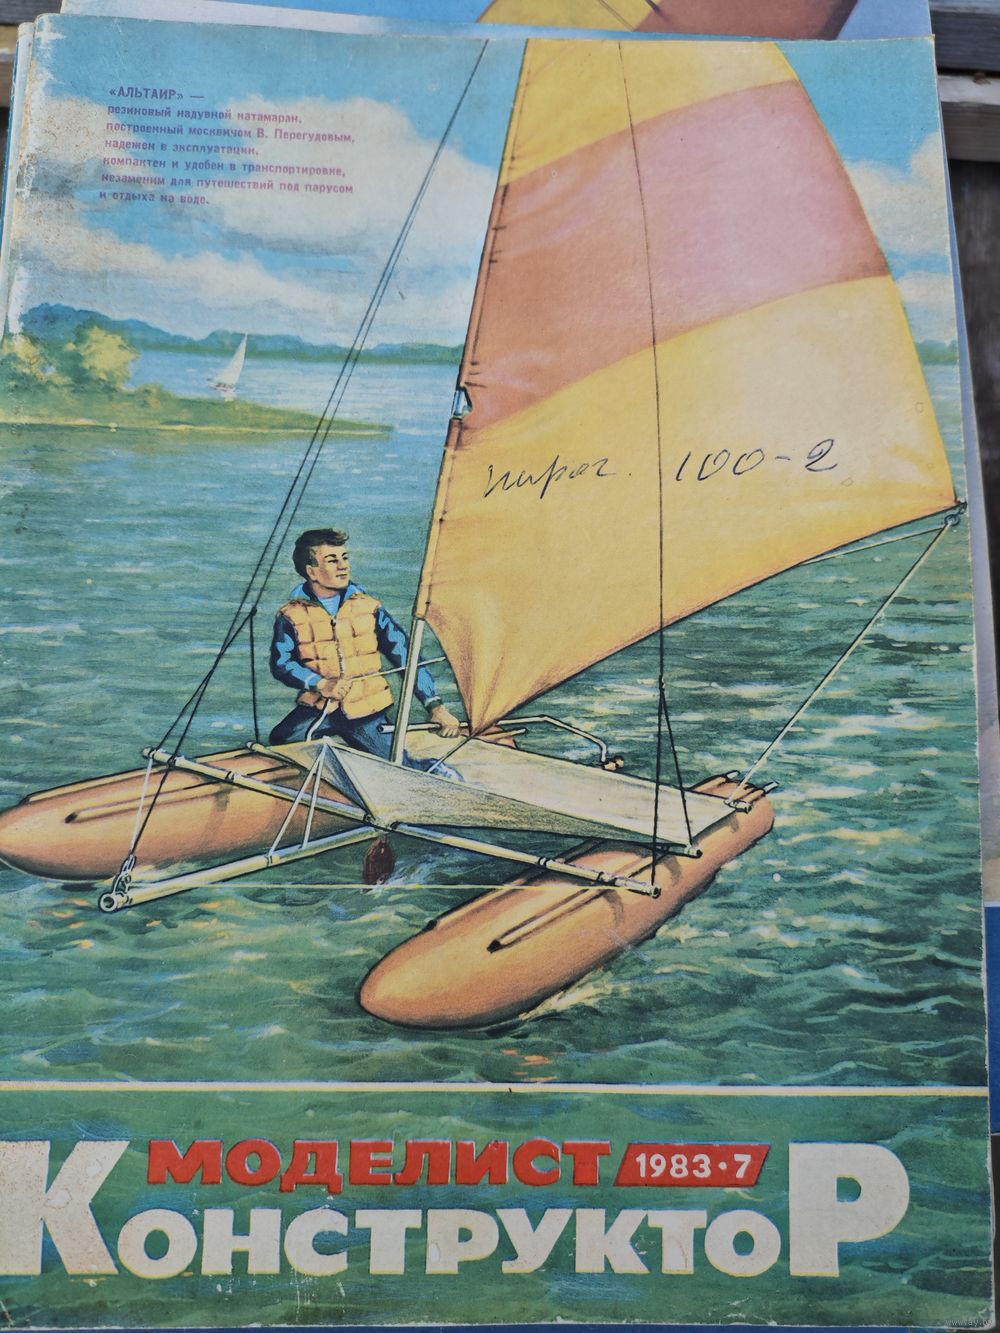 «АЛЬТАИР» —
резиновый надувной катамаран,
построенный москвичом В. Перегудовым,
надежен в эксплуатации,
компактен и удобен в транспортировке,
незаменим для путешествий под парусом
и отдыха на воде.
100-2
МОДЕЛИСТ 1983·7
КОНСТРУКТОР